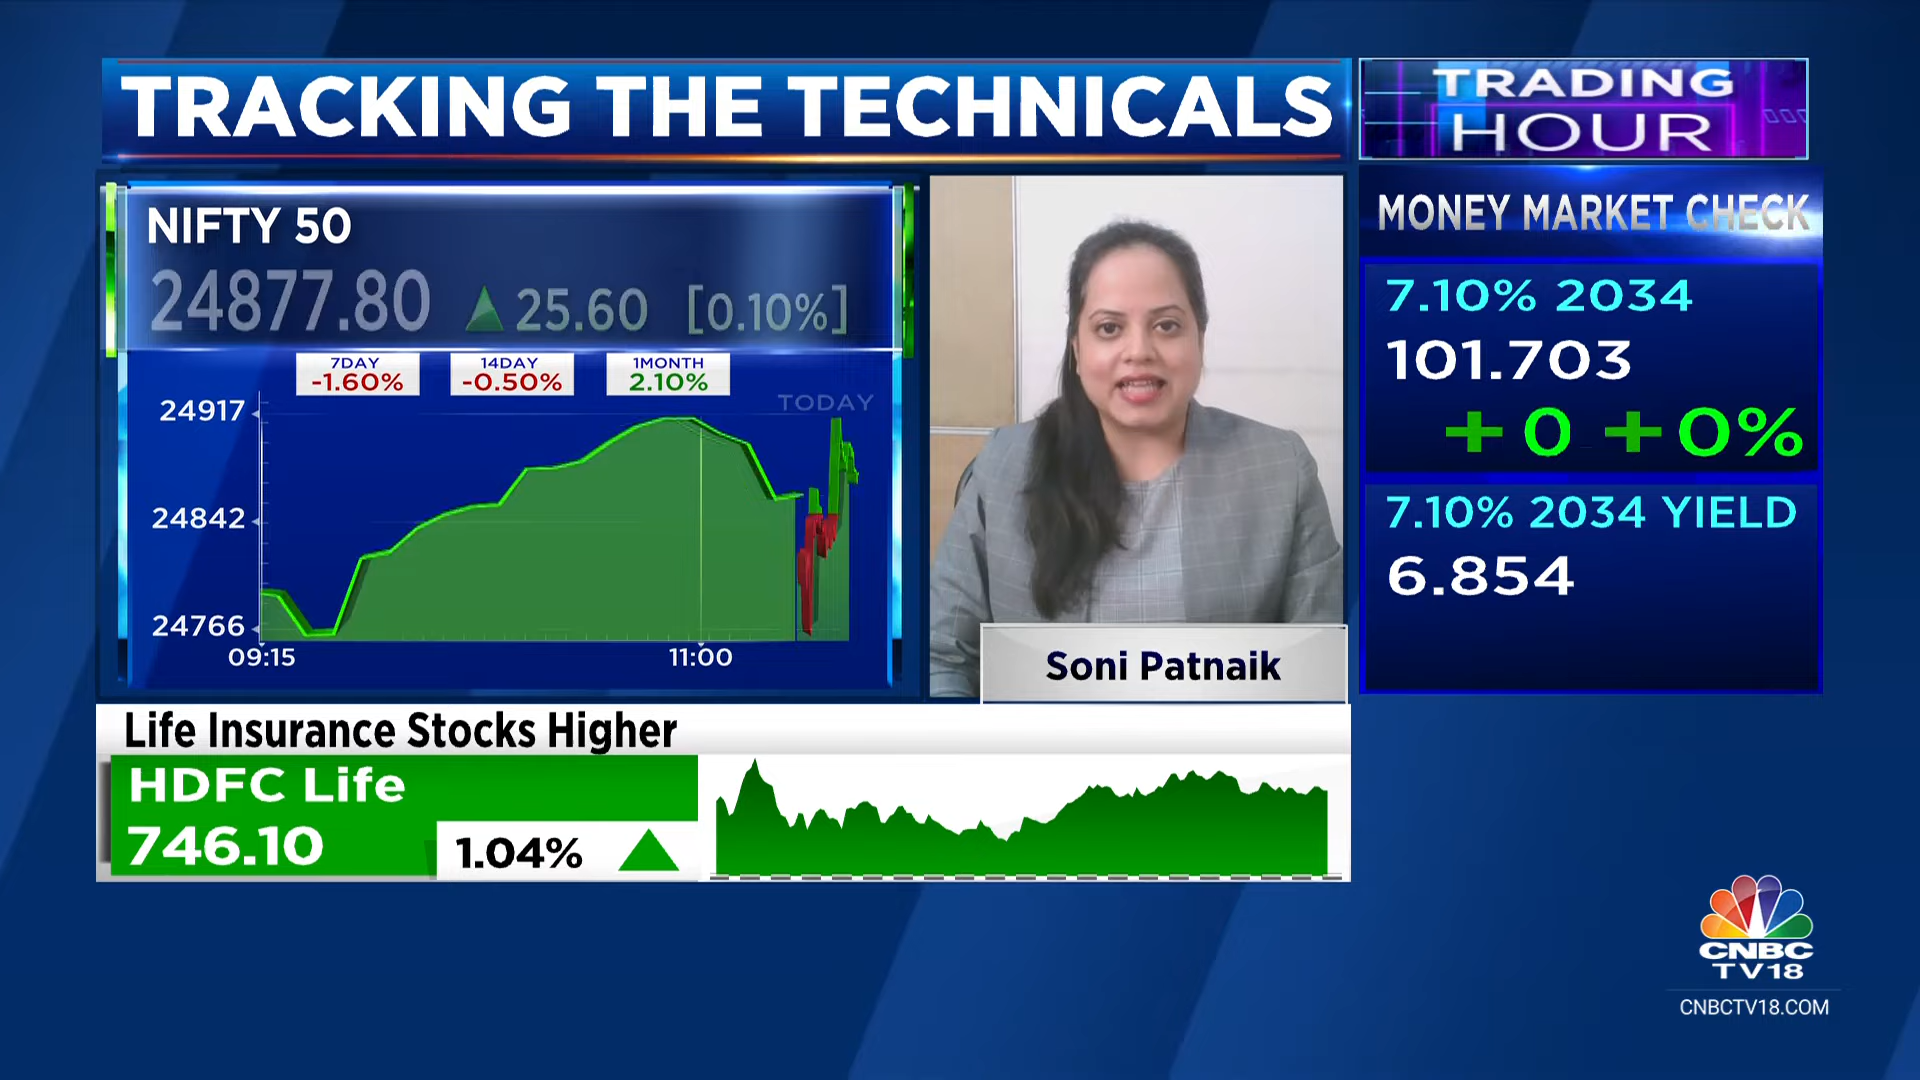 TRACKING THE TECHNICALS
TRADING
HOUR
NIFTY 50
24877.80 ▲ 25.60 [0.10%]
7DAY
-1.60%
14DAY
-0.50%
1MONTH
2.10%
TODAY
24917
24842
24766
09:15
11:00
Soni Patnaik
MONEY MARKET CHECK
7.10% 2034
101.703
+0 +0%
7.10% 2034 YIELD
6.854
Life Insurance Stocks Higher
HDFC Life
746.10
1.04% ▲
CNBC
TV18
CNBCTV18.COM